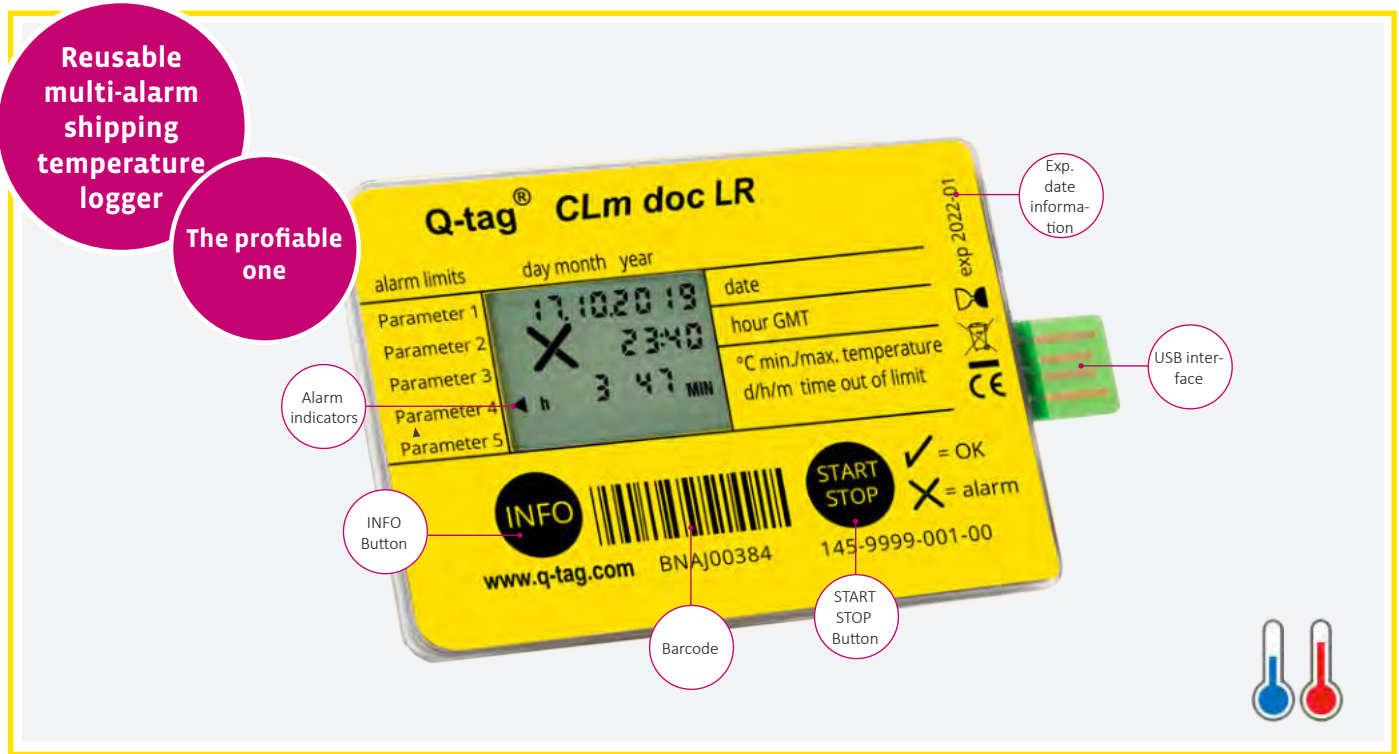 Reusable
multi-alarm
shipping
temperature
logger
The profiable
one
Q-tag® CLm doc LR
exp 2022-01
Exp.
date
informa-
tion
alarm limits
day month year
Parameter 1
Parameter 2
Parameter 3
Parameter 4
Parameter 5
17.10.2019
23:40
h 3 47 MIN
date
hour GMT
°C min./max. temperature
d/h/m time out of limit
CE
USB inter-
face
Alarm
indicators
INFO
START
STOP
✓ = OK
✕ = alarm
www.q-tag.com
BNAJ00384
145-9999-001-00
INFO
Button
Barcode
START
STOP
Button